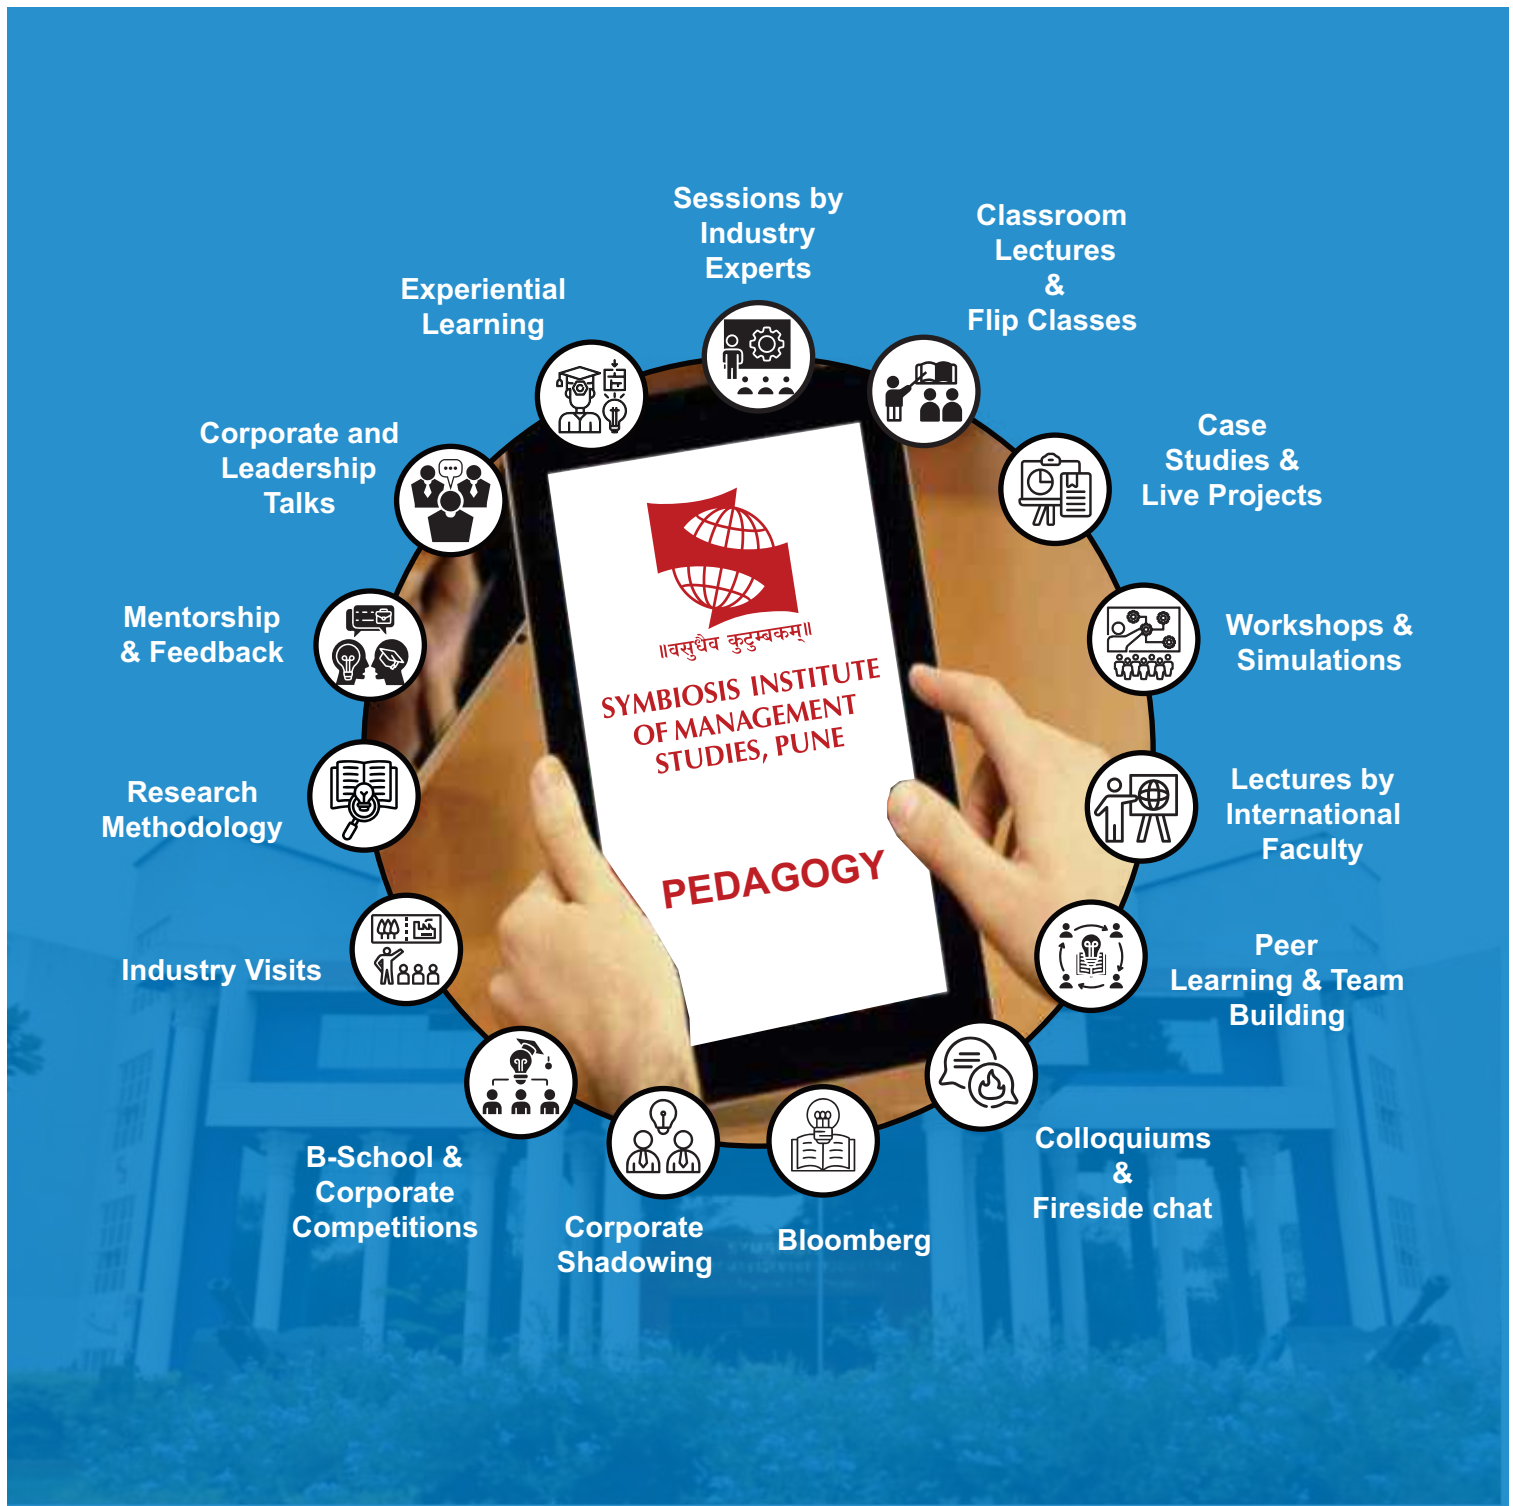 Sessions by
Industry
Experts
Classroom
Lectures
&
Flip Classes
Experiential
Learning
Case
Studies &
Live Projects
Corporate and
Leadership
Talks
Workshops &
Simulations
Mentorship
& Feedback
॥वसुधैव कुटुम्बकम्॥
SYMBIOSIS INSTITUTE
OF MANAGEMENT
STUDIES, PUNE
PEDAGOGY
Lectures by
International
Faculty
Research
Methodology
Peer
Learning & Team
Building
Industry Visits
Colloquiums
&
Fireside chat
B-School &
Corporate
Competitions
Corporate
Shadowing
Bloomberg